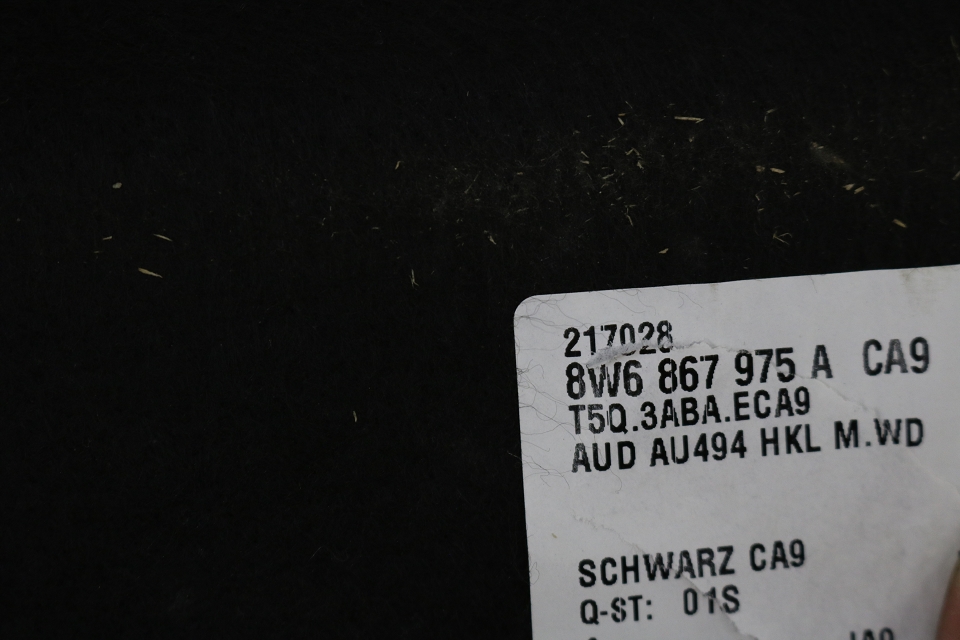 217028
8W6 867 975 A CA9
T5Q.3ABA.ECA9
AUD AU494 HKL M.WD
SCHWARZ CA9
Q-ST: 01S